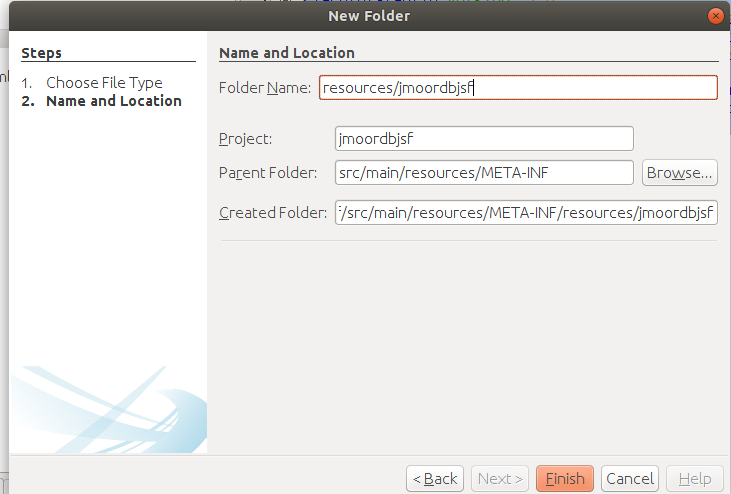 New Folder
Steps
1. Choose File Type
2. Name and Location
Name and Location
Folder Name: resources/jmoordbjsf
Project: jmoordbjsf
Parent Folder: src/main/resources/META-INF Browse...
Created Folder: /src/main/resources/META-INF/resources/jmoordbjsf
< Back Next > Finish Cancel Help